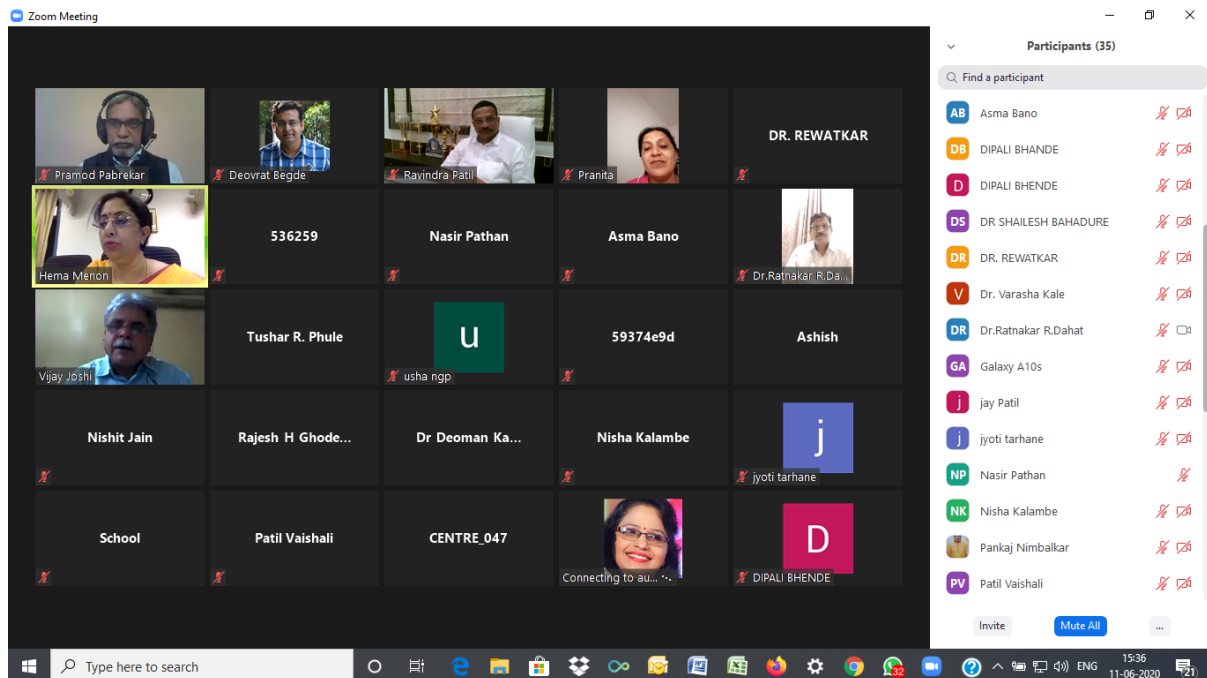 Zoom Meeting
Participants (35)
Find a participant
Pramod Pabrekar
Deovrat Begde
Ravindra Patil
Pranita
DR. REWATKAR
Hema Menon
536259
Nasir Pathan
Asma Bano
Dr.Ratnakar R.Da...
Vijay Joshi
Tushar R. Phule
u
usha ngp
59374e9d
Ashish
Nishit Jain
Rajesh H Ghode...
Dr Deoman Ka...
Nisha Kalambe
j
jyoti tarhane
School
Patil Vaishali
CENTRE_047
Connecting to au...
D
DIPALI BHENDE
AB Asma Bano
DB DIPALI BHANDE
D DIPALI BHENDE
DS DR SHAILESH BAHADURE
DR DR. REWATKAR
V Dr. Varasha Kale
DR Dr.Ratnakar R.Dahat
GA Galaxy A10s
j jay Patil
j jyoti tarhane
NP Nasir Pathan
NK Nisha Kalambe
Pankaj Nimbalkar
PV Patil Vaishali
Invite Mute All ...
Type here to search
32
ENG
15:36
11-06-2020
21